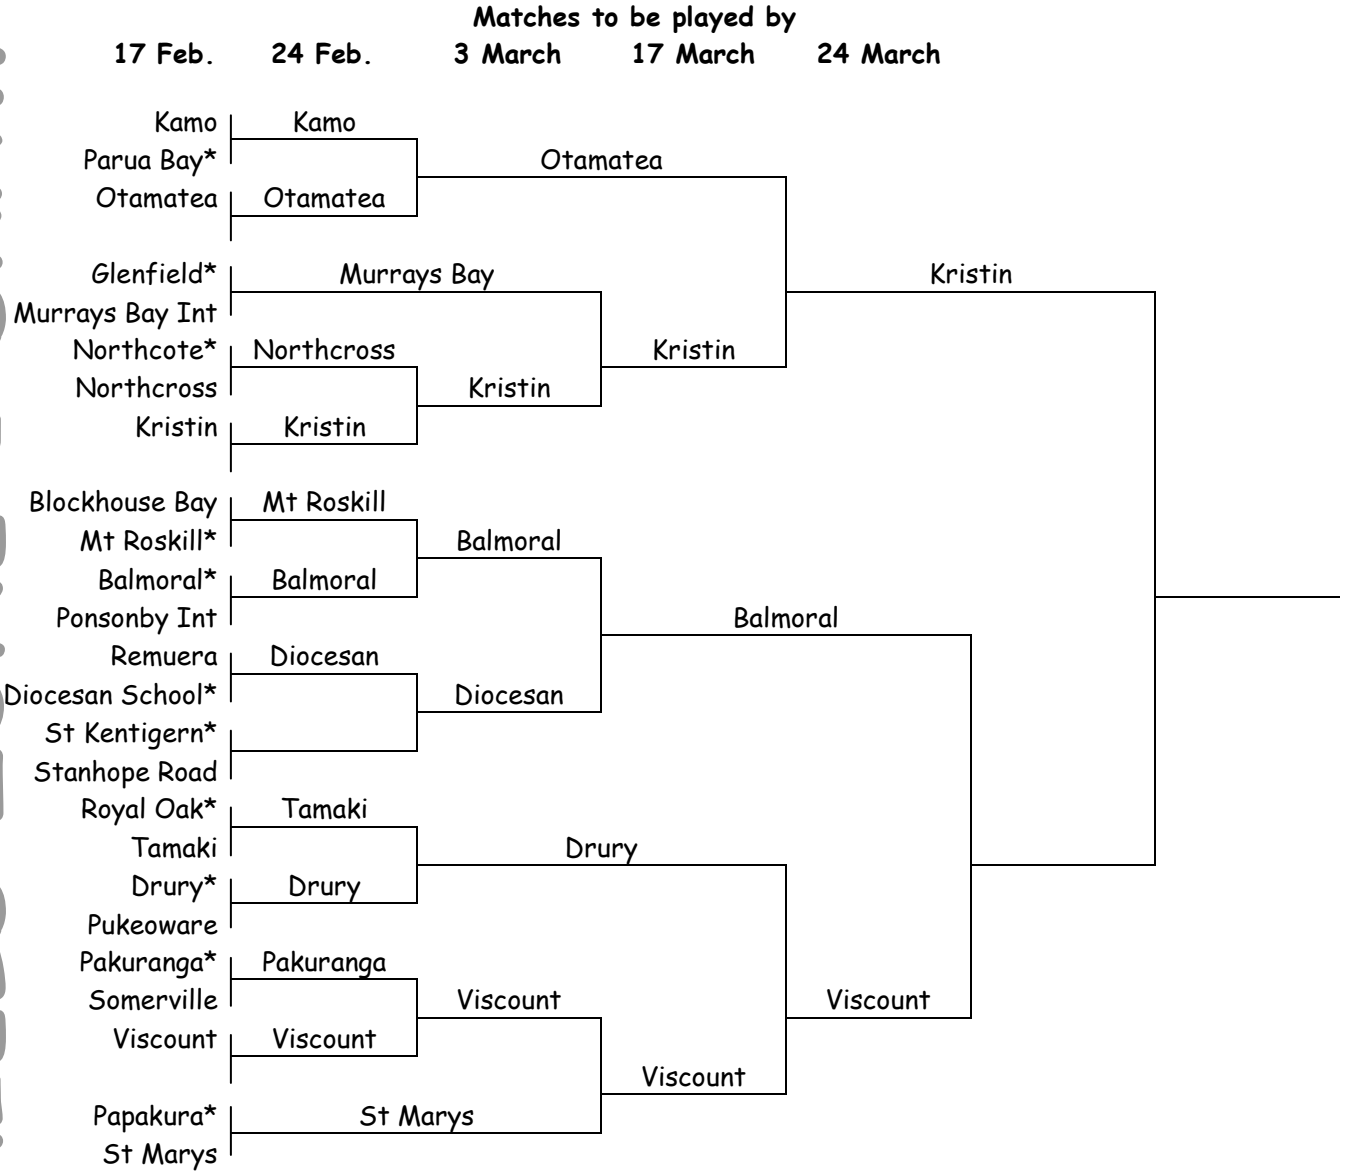 Matches to be played by
17 Feb. 24 Feb. 3 March 17 March 24 March
Kamo Kamo
Parua Bay* Otamatea
Otamatea Otamatea
Glenfield* Murrays Bay Kristin
Murrays Bay Int
Northcote* Northcross Kristin
Northcross Kristin
Kristin Kristin
Blockhouse Bay Mt Roskill
Mt Roskill* Balmoral
Balmoral* Balmoral
Ponsonby Int Balmoral
Remuera Diocesan
Diocesan School* Diocesan
St Kentigern*
Stanhope Road
Royal Oak* Tamaki
Tamaki Drury
Drury* Drury
Pukeoware
Pakuranga* Pakuranga
Somerville Viscount Viscount
Viscount Viscount
Viscount
Papakura* St Marys
St Marys